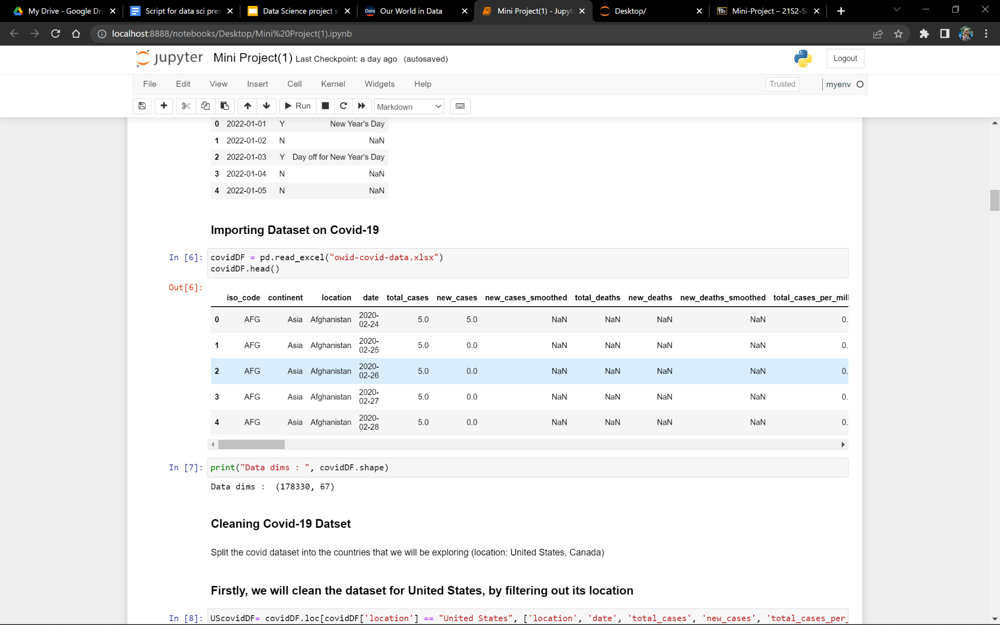 My Drive - Google Dri
Script for data sci pres
Data Science project s
Data Our World in Data
Mini Project(1) - Jupyt
Desktop/
Bb Mini-Project – 21S2-SC
localhost:8888/notebooks/Desktop/Mini%20Project(1).ipynb
jupyter Mini Project(1) Last Checkpoint: a day ago (autosaved)
Logout
File Edit View Insert Cell Kernel Widgets Help
Trusted
myenv
Run
Markdown
0 2022-01-01 Y New Year's Day
1 2022-01-02 N NaN
2 2022-01-03 Y Day off for New Year's Day
3 2022-01-04 N NaN
4 2022-01-05 N NaN
Importing Dataset on Covid-19
In [6]: covidDF = pd.read_excel("owid-covid-data.xlsx")
covidDF.head()
Out[6]:
iso_code continent location date total_cases new_cases new_cases_smoothed total_deaths new_deaths new_deaths_smoothed total_cases_per_mill
0 AFG Asia Afghanistan 2020-02-24 5.0 5.0 NaN NaN NaN NaN 0.
1 AFG Asia Afghanistan 2020-02-25 5.0 0.0 NaN NaN NaN NaN 0.
2 AFG Asia Afghanistan 2020-02-26 5.0 0.0 NaN NaN NaN NaN 0.
3 AFG Asia Afghanistan 2020-02-27 5.0 0.0 NaN NaN NaN NaN 0.
4 AFG Asia Afghanistan 2020-02-28 5.0 0.0 NaN NaN NaN NaN 0.
In [7]: print("Data dims : ", covidDF.shape)
Data dims :  (178330, 67)
Cleaning Covid-19 Datset
Split the covid dataset into the countries that we will be exploring (location: United States, Canada)
Firstly, we will clean the dataset for United States, by filtering out its location
In [8]: UScovidDF= covidDF.loc[covidDF['location'] == "United States", ['location', 'date', 'total_cases', 'new_cases', 'total_cases_per_